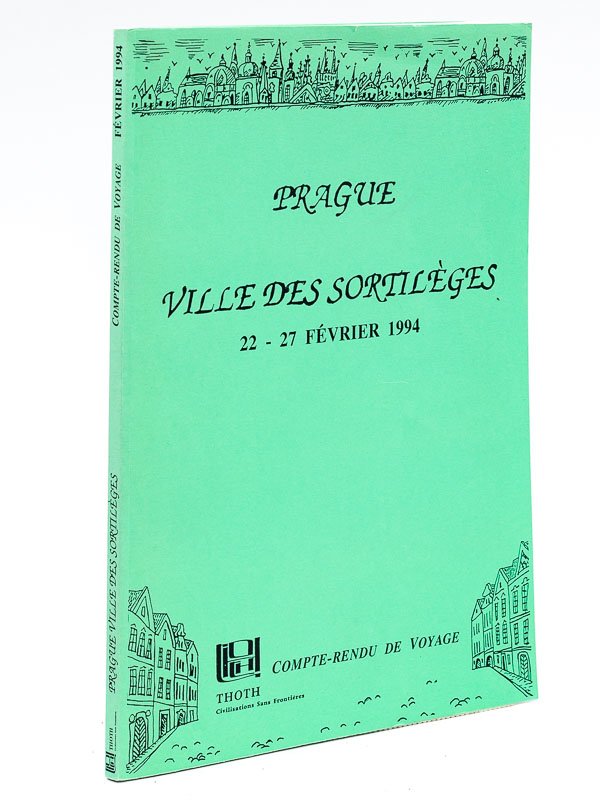 PRAGUE
VILLE DES SORTILÈGES
22 - 27 FÉVRIER 1994
COMPTE-RENDU DE VOYAGE
THOTH
Civilisations Sans Frontières
PRAGUE VILLE DES SORTILÈGES
COMPTE-RENDU DE VOYAGE
FÉVRIER 1994
THOTH